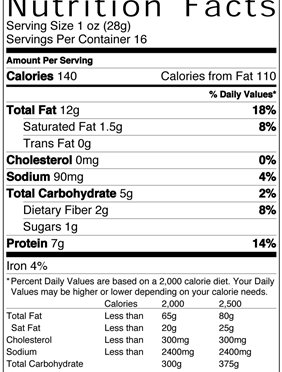 Nutrition Facts
Serving Size 1 oz (28g)
Servings Per Container 16
Amount Per Serving
Calories 140 Calories from Fat 110
% Daily Values*
Total Fat 12g 18%
Saturated Fat 1.5g 8%
Trans Fat 0g
Cholesterol 0mg 0%
Sodium 90mg 4%
Total Carbohydrate 5g 2%
Dietary Fiber 2g 8%
Sugars 1g
Protein 7g 14%
Iron 4%
*Percent Daily Values are based on a 2,000 calorie diet. Your Daily
Values may be higher or lower depending on your calorie needs.
Calories 2,000 2,500
Total Fat Less than 65g 80g
Sat Fat Less than 20g 25g
Cholesterol Less than 300mg 300mg
Sodium Less than 2400mg 2400mg
Total Carbohydrate 300g 375g